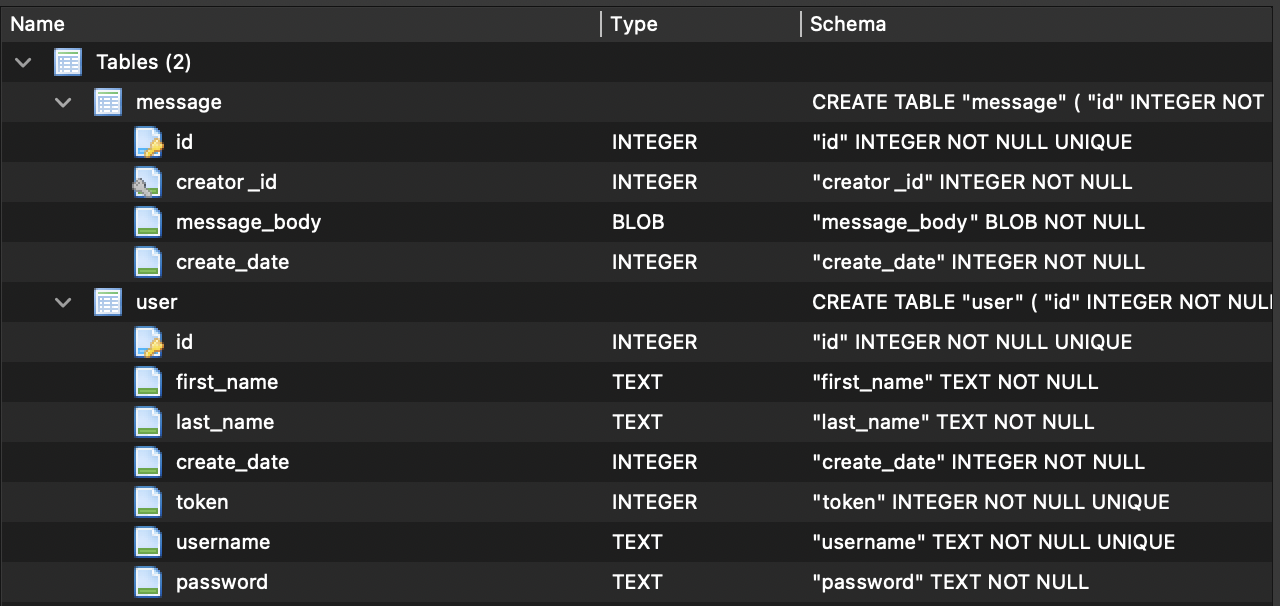 Name Type Schema
Tables (2)
message CREATE TABLE "message" ( "id" INTEGER NOT
id INTEGER "id" INTEGER NOT NULL UNIQUE
creator_id INTEGER "creator_id" INTEGER NOT NULL
message_body BLOB "message_body" BLOB NOT NULL
create_date INTEGER "create_date" INTEGER NOT NULL
user CREATE TABLE "user" ( "id" INTEGER NOT NULL
id INTEGER "id" INTEGER NOT NULL UNIQUE
first_name TEXT "first_name" TEXT NOT NULL
last_name TEXT "last_name" TEXT NOT NULL
create_date INTEGER "create_date" INTEGER NOT NULL
token INTEGER "token" INTEGER NOT NULL UNIQUE
username TEXT "username" TEXT NOT NULL UNIQUE
password TEXT "password" TEXT NOT NULL